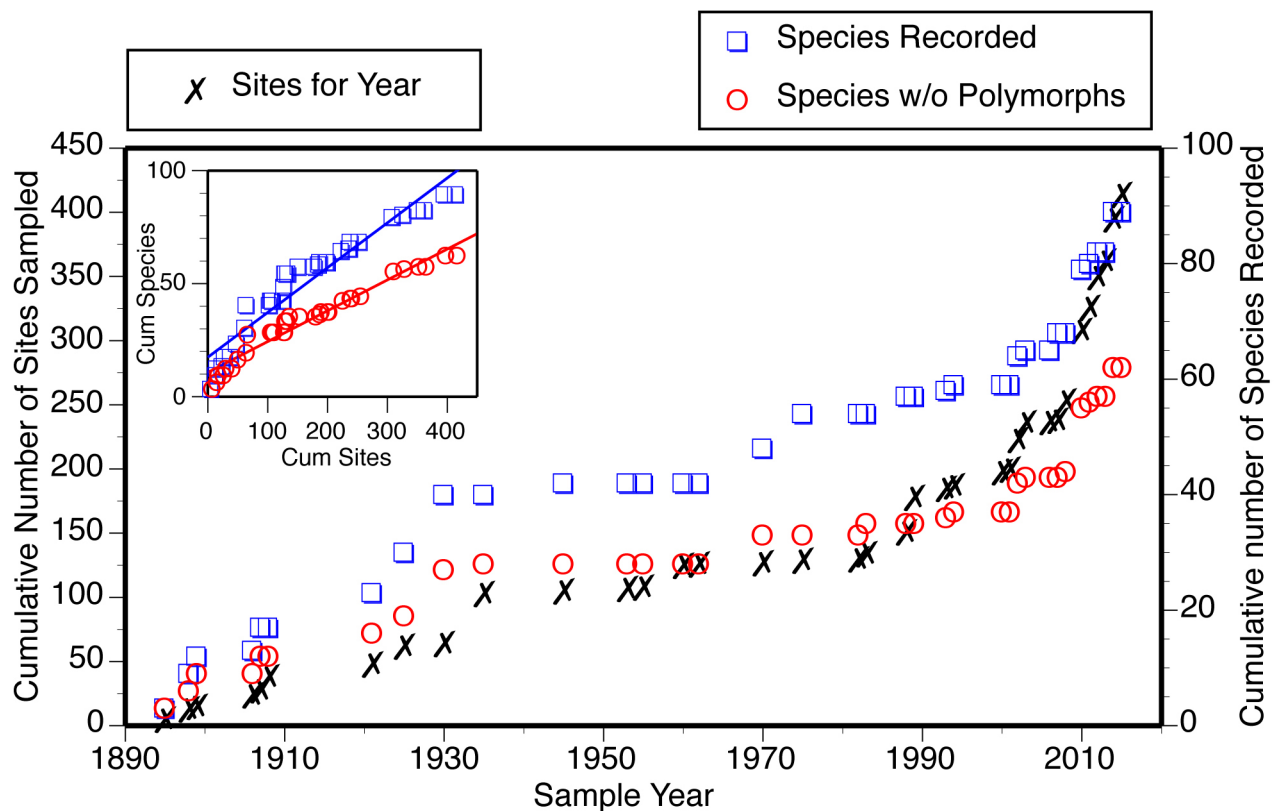 Sites for Year
Species Recorded
Species w/o Polymorphs
Cumulative Number of Sites Sampled
450
400
350
300
250
200
150
100
50
0
Cum Species
100
50
0
0 100 200 300 400
Cum Sites
100
80
60
40
20
0
Cumulative number of Species Recorded
1890 1910 1930 1950 1970 1990 2010
Sample Year